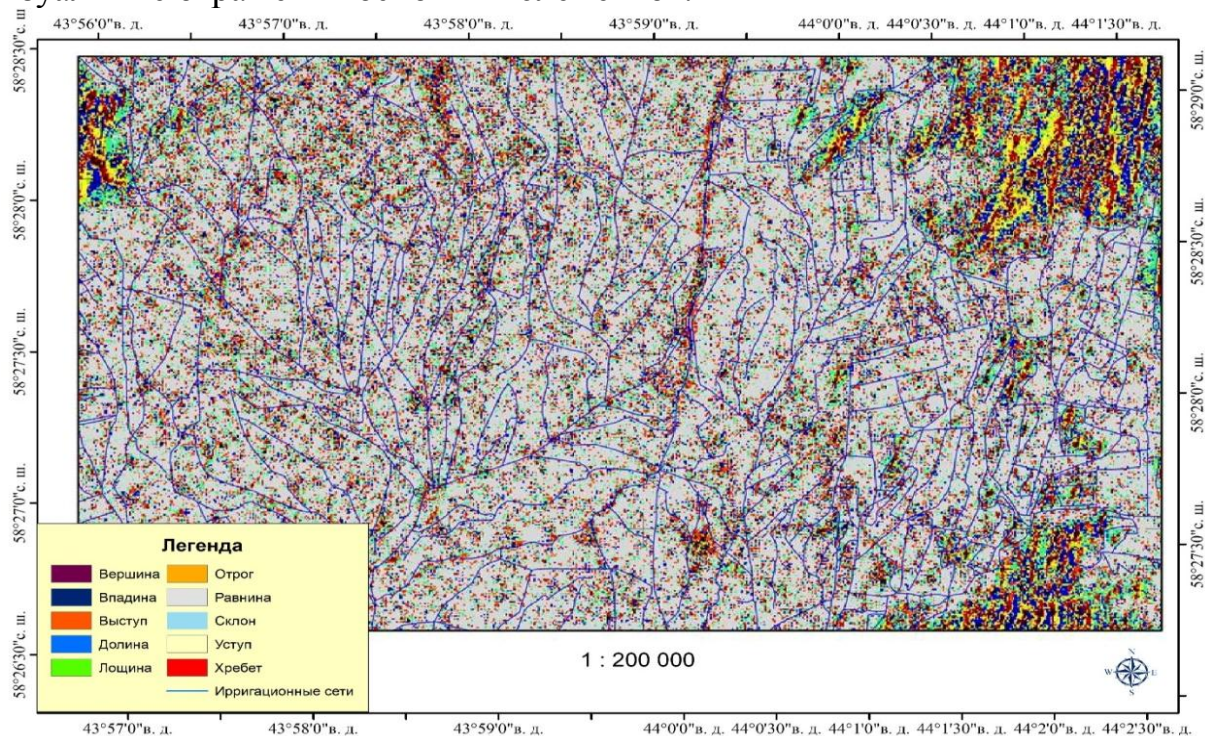 43°56'0"в. д. 43°57'0"в. д. 43°58'0"в. д. 43°59'0"в. д. 44°0'0"в. д. 44°0'30"в. д. 44°1'0"в. д. 44°1'30"в. д.
58°28'30"с. ш.
58°28'0"с. ш.
58°27'30"с. ш.
58°27'0"с. ш.
58°26'30"с. ш.
58°29'0"с. ш.
58°28'30"с. ш.
58°28'0"с. ш.
58°27'30"с. ш.
Легенда
Вершина Отрог
Впадина Равнина
Выступ Склон
Долина Уступ
Лощина Хребет
Ирригационные сети
1 : 200 000
N
W E
S
43°57'0"в. д. 43°58'0"в. д. 43°59'0"в. д. 44°0'0"в. д. 44°0'30"в. д. 44°1'0"в. д. 44°1'30"в. д. 44°2'0"в. д. 44°2'30"в. д.